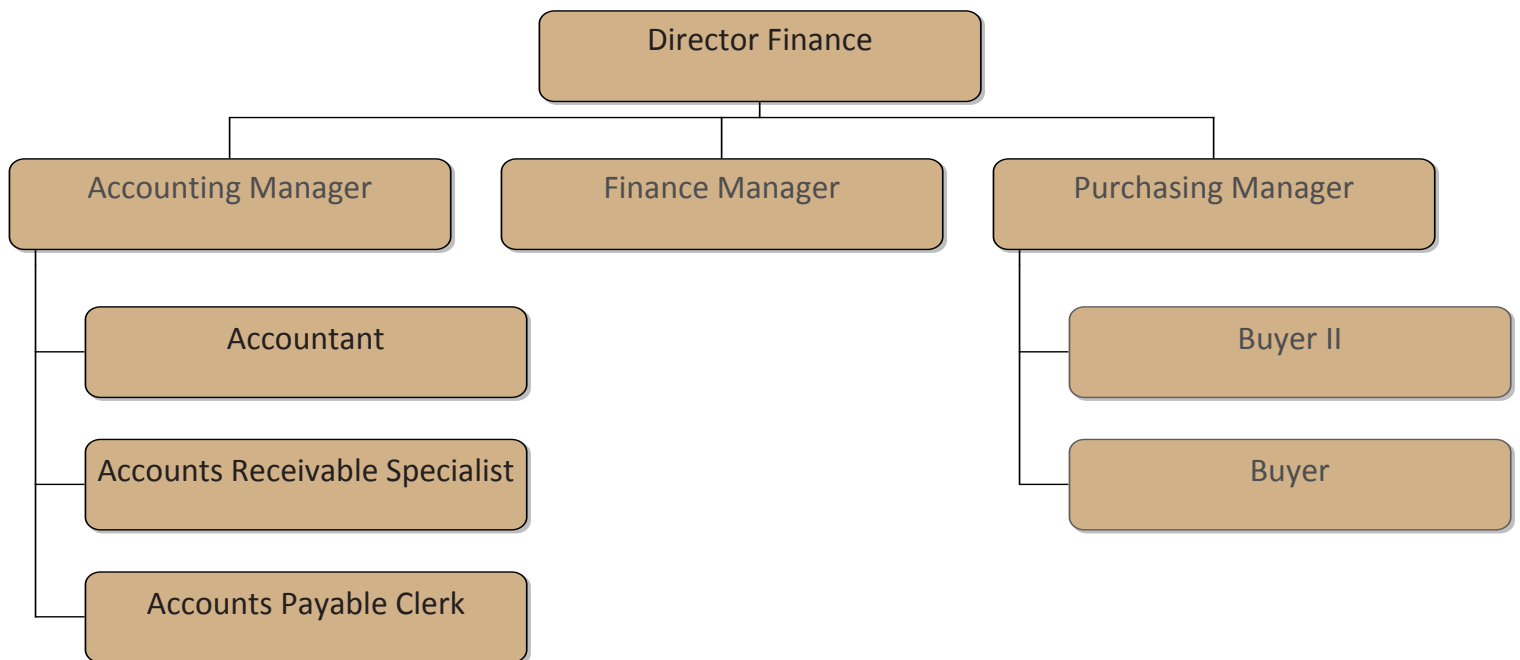 Director Finance
Accounting Manager
Finance Manager
Purchasing Manager
Accountant
Buyer II
Accounts Receivable Specialist
Buyer
Accounts Payable Clerk